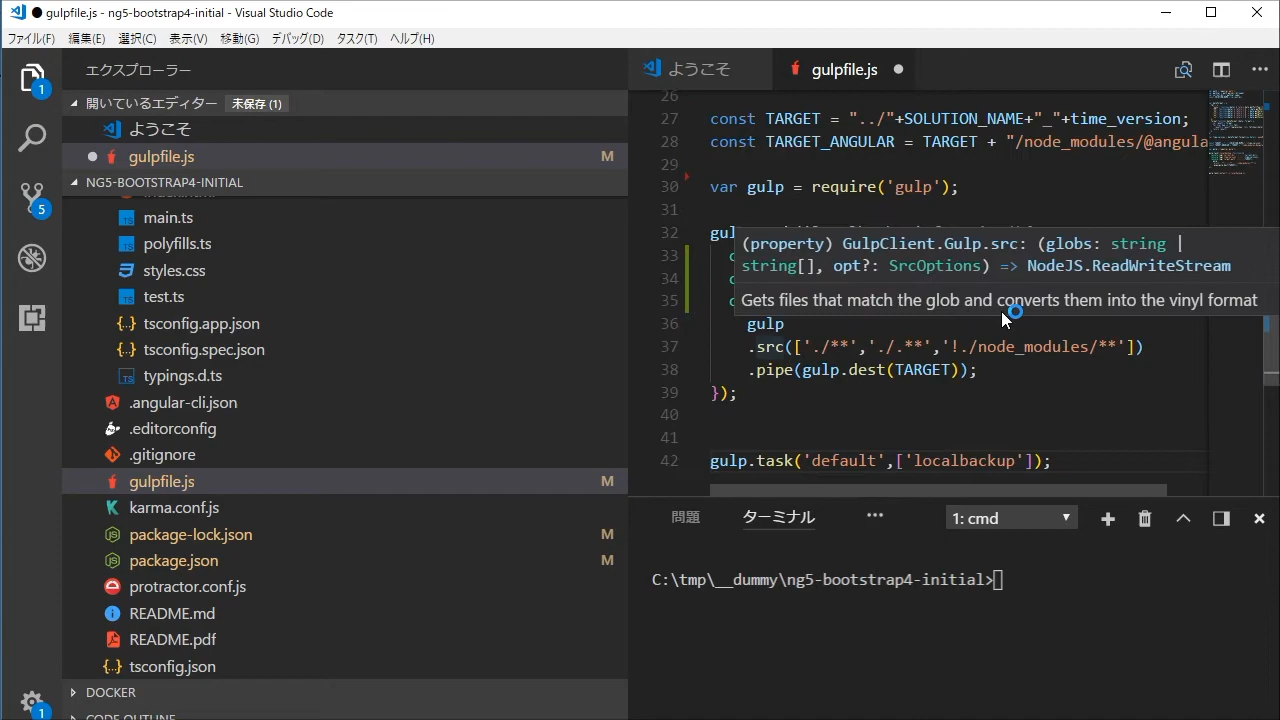 gulpfile.js - ng5-bootstrap4-initial - Visual Studio Code
ファイル(F) 編集(E) 選択(C) 表示(V) 移動(G) デバッグ(D) タスク(T) ヘルプ(H)
エクスプローラー
開いているエディター 未保存 (1)
ようこそ
gulpfile.js M
NG5-BOOTSTRAP4-INITIAL
main.ts
polyfills.ts
styles.css
test.ts
tsconfig.app.json
tsconfig.spec.json
typings.d.ts
.angular-cli.json
.editorconfig
.gitignore
gulpfile.js M
karma.conf.js
package-lock.json M
package.json M
protractor.conf.js
README.md
README.pdf
tsconfig.json
DOCKER
CODE OUTLINE
1
5
1
ようこそ gulpfile.js
26
27 const TARGET = "../"+SOLUTION_NAME+"_"+time_version;
28 const TARGET_ANGULAR = TARGET + "/node_modules/@angula
29
30 var gulp = require('gulp');
31
32 gul
(property) GulpClient.Gulp.src: (globs: string |
33
string[], opt?: SrcOptions) => NodeJS.ReadWriteStream
34
35
Gets files that match the glob and converts them into the vinyl format
36 gulp
37 .src(['./**','./.**','!./node_modules/**'])
38 .pipe(gulp.dest(TARGET));
39 });
40
41
42 gulp.task('default',['localbackup']);
問題 ターミナル ... 1: cmd
C:\tmp\__dummy\ng5-bootstrap4-initial>